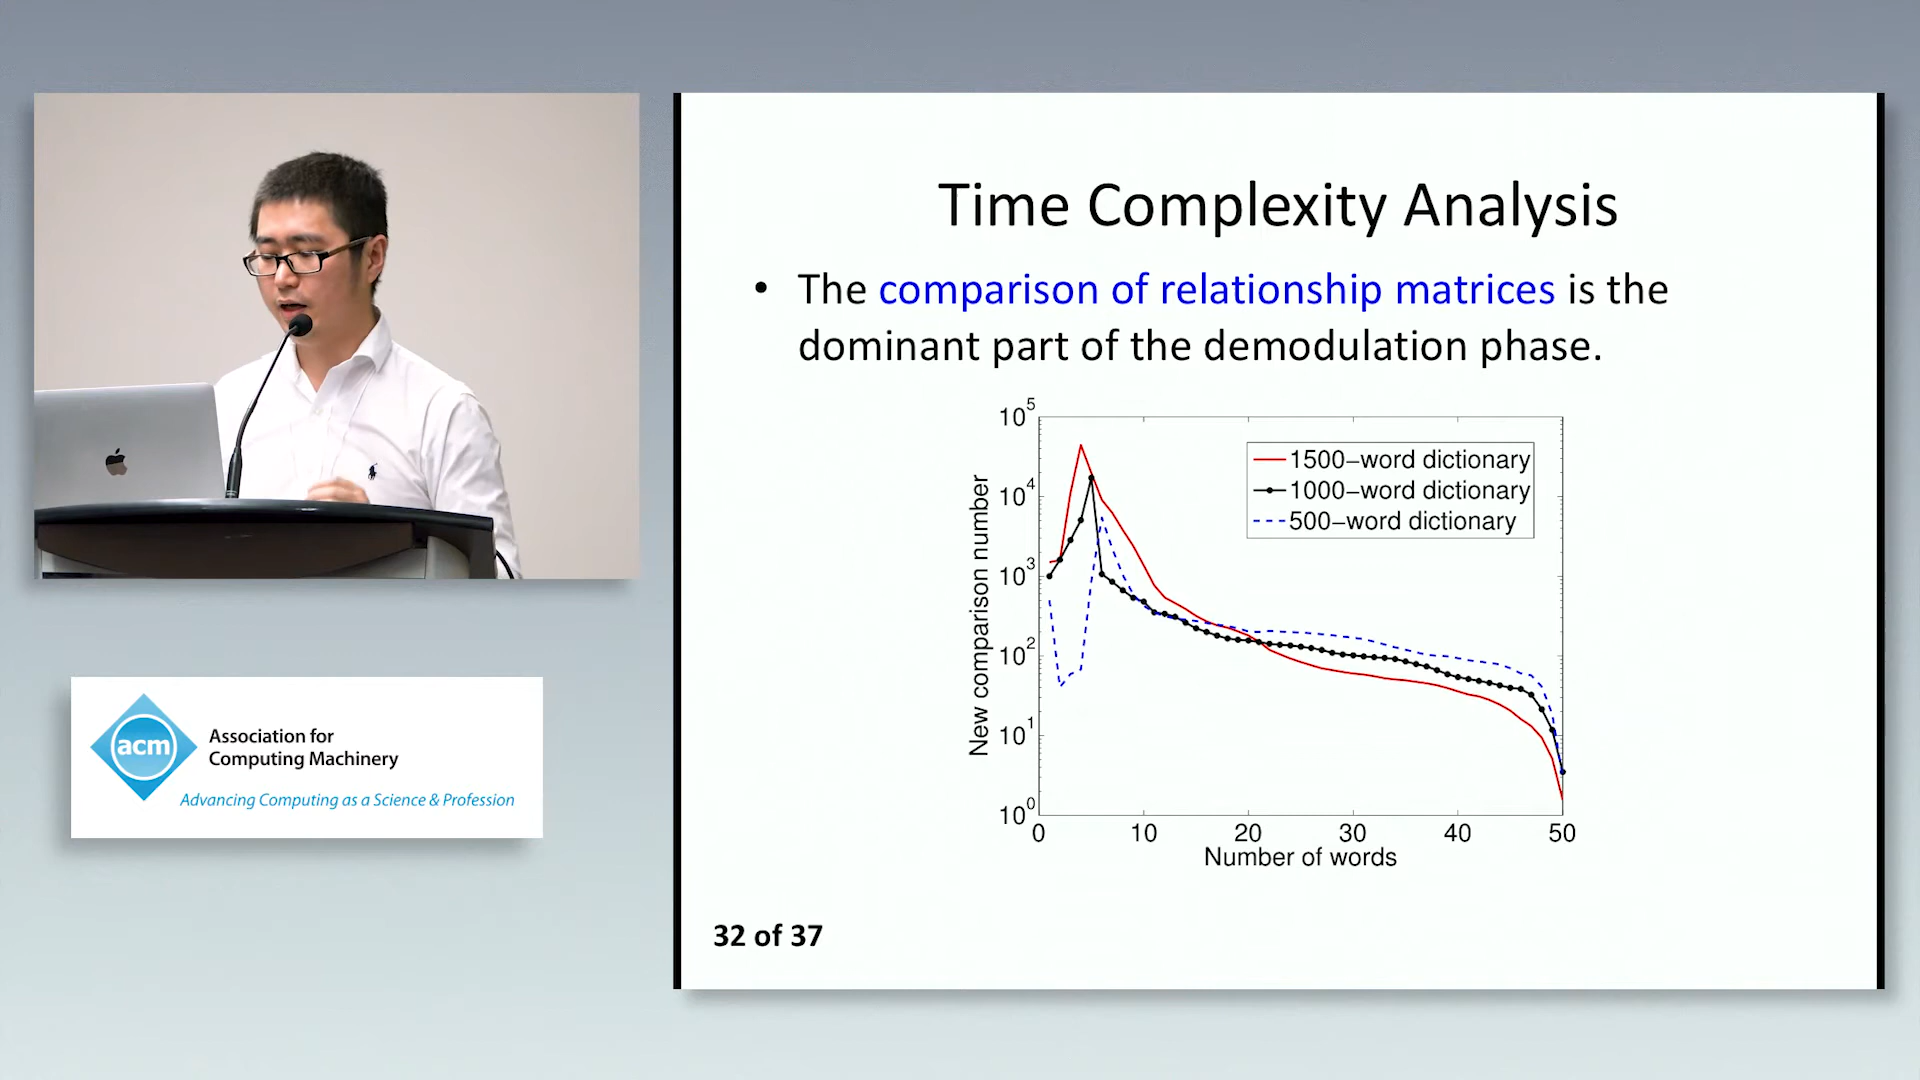 Time Complexity Analysis
• The comparison of relationship matrices is the
dominant part of the demodulation phase.
10^5
10^4
10^3
10^2
10^1
10^0
New comparison number
1500–word dictionary
1000–word dictionary
500–word dictionary
0 10 20 30 40 50
Number of words
32 of 37
acm
Association for
Computing Machinery
Advancing Computing as a Science & Profession